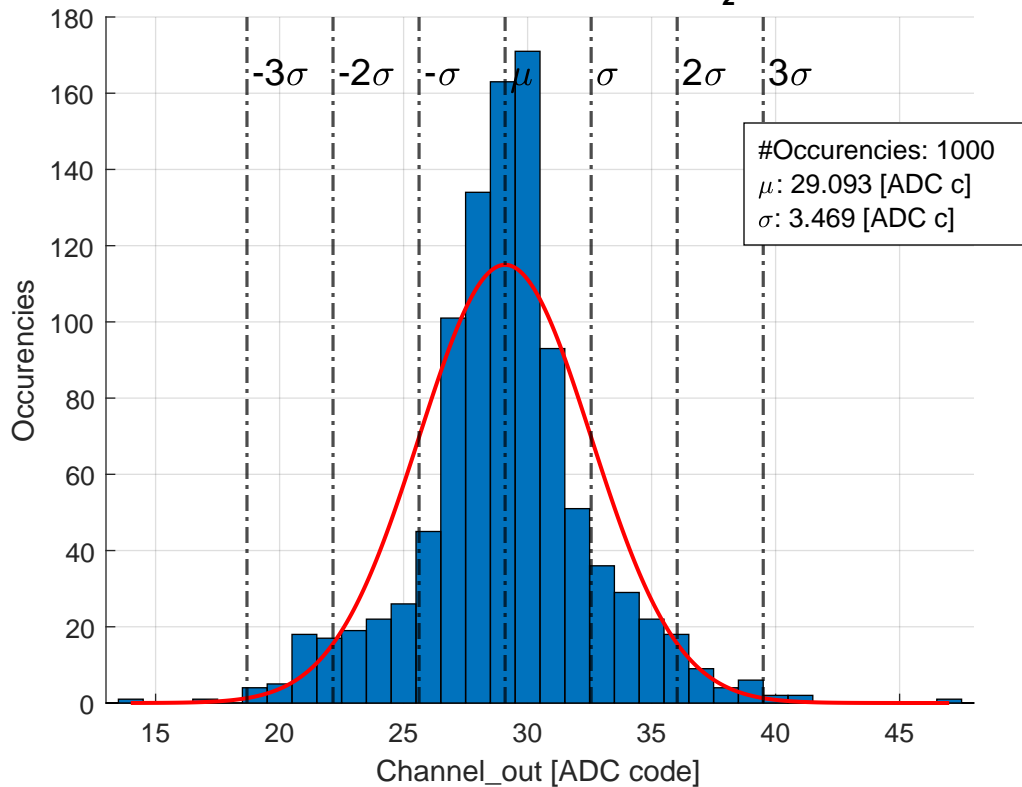 2
180
160
140
120
100
80
60
40
20
0
-3σ
-2σ
-σ
μ
σ
2σ
3σ
#Occurencies: 1000
μ: 29.093 [ADC c]
σ: 3.469 [ADC c]
Occurencies
15
20
25
30
35
40
45
Channel_out [ADC code]